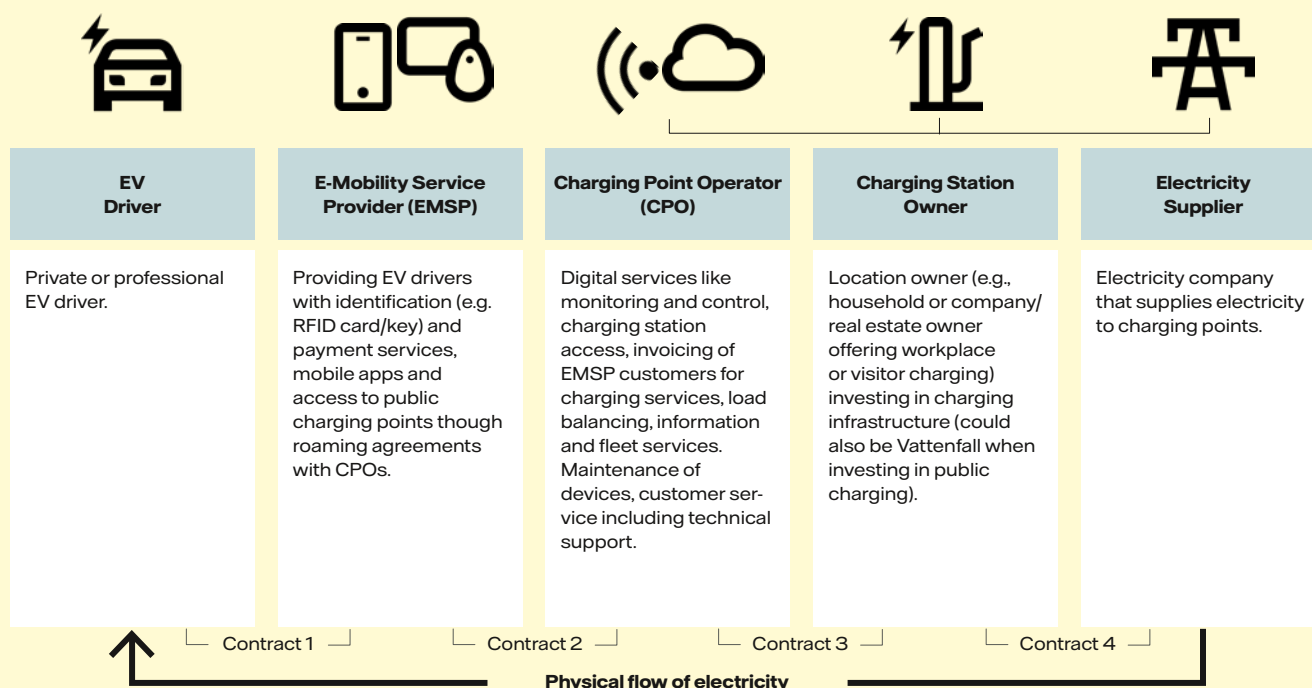 EV
Driver
E-Mobility Service
Provider (EMSP)
Charging Point Operator
(CPO)
Charging Station
Owner
Electricity
Supplier
Private or professional
EV driver.
Providing EV drivers
with identification (e.g.
RFID card/key) and
payment services,
mobile apps and
access to public
charging points though
roaming agreements
with CPOs.
Digital services like
monitoring and control,
charging station
access, invoicing of
EMSP customers for
charging services, load
balancing, information
and fleet services.
Maintenance of
devices, customer ser-
vice including technical
support.
Location owner (e.g.,
household or company/
real estate owner
offering workplace
or visitor charging)
investing in charging
infrastructure (could
also be Vattenfall when
investing in public
charging).
Electricity company
that supplies electricity
to charging points.
Contract 1
Contract 2
Contract 3
Contract 4
Physical flow of electricity